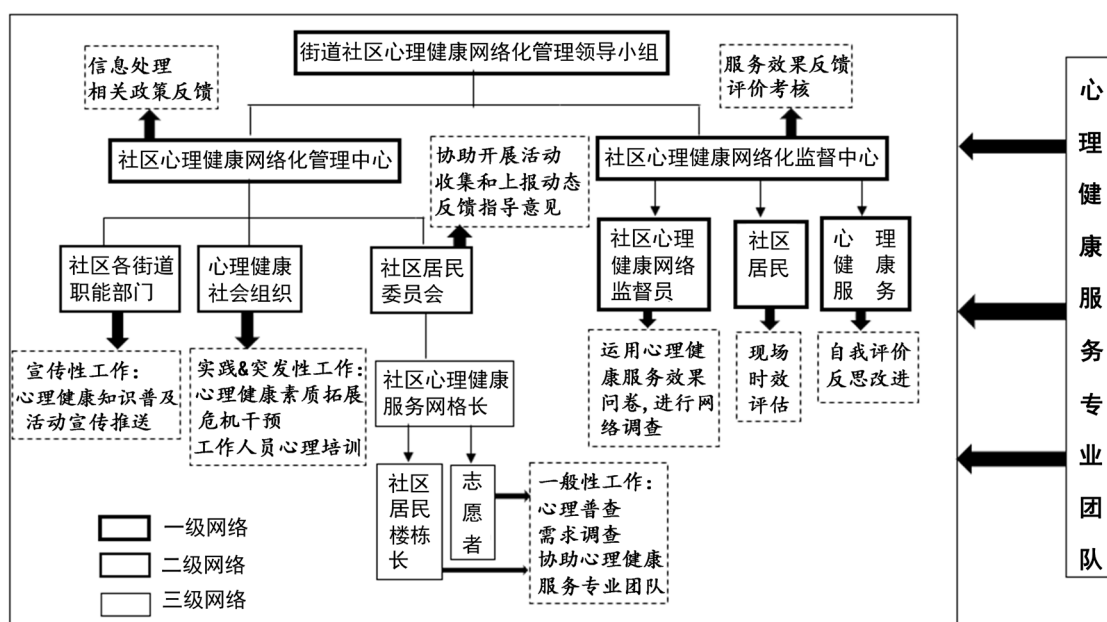 街道社区心理健康网络化管理领导小组
信息处理
相关政策反馈
服务效果反馈
评价考核
社区心理健康网络化管理中心
协助开展活动
收集和上报动态
反馈指导意见
社区心理健康网络化监督中心
社区各街道
职能部门
心理健康
社会组织
社区居民
委员会
社区心理
健康网络
监督员
社区
居民
心 理
健 康
服 务
宣传性工作：
心理健康知识普及
活动宣传推送
实践&突发性工作：
心理健康素质拓展
危机干预
工作人员心理培训
社区心理健康
服务网格长
运用心理健
康服务效果
问卷,进行网
络调查
现场
时效
评估
自我评价
反思改进
社区
居民
楼栋
长
志
愿
者
一般性工作：
心理普查
需求调查
协助心理健康
服务专业团队
一级网络
二级网络
三级网络
心
理
健
康
服
务
专
业
团
队